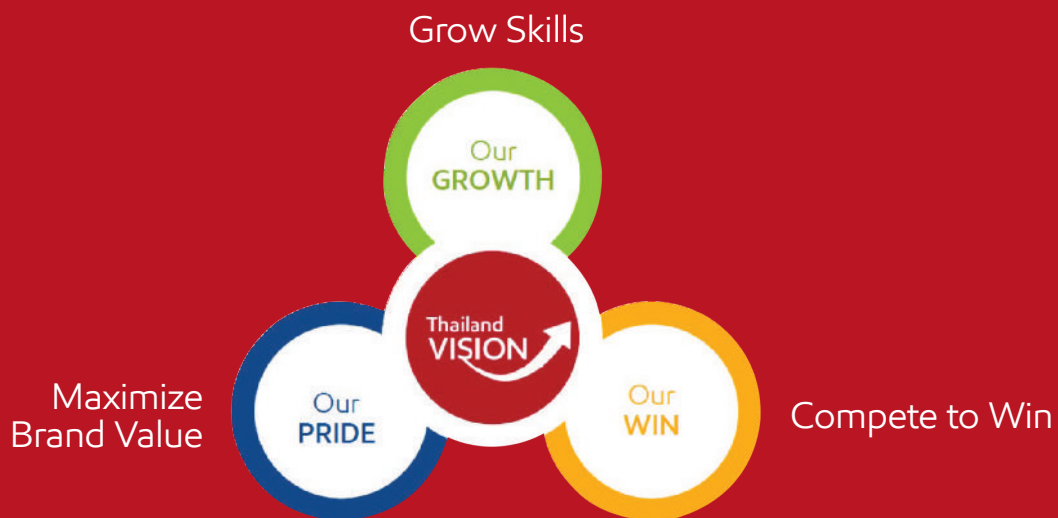 Grow Skills
Our
GROWTH
Thailand
VISION
Maximize
Brand Value
Our
PRIDE
Our
WIN
Compete to Win